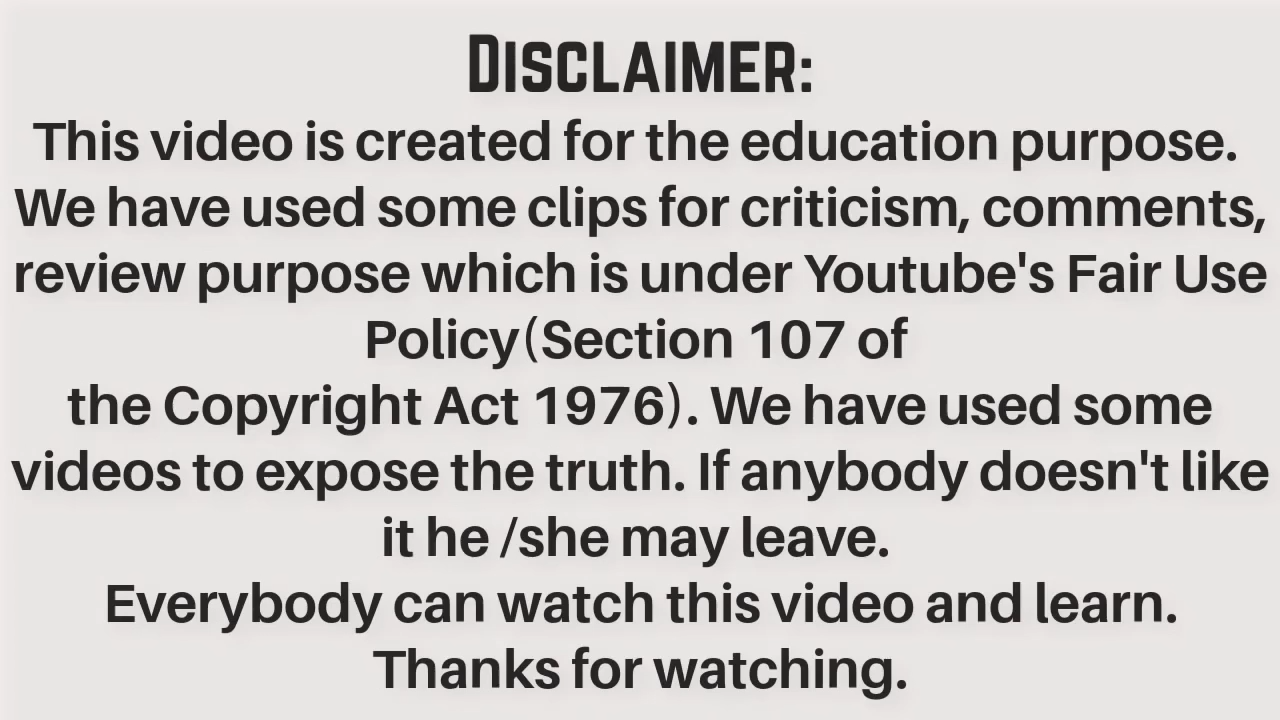 DISCLAIMER:
This video is created for the education purpose.
We have used some clips for criticism, comments,
review purpose which is under Youtube's Fair Use
Policy(Section 107 of
the Copyright Act 1976). We have used some
videos to expose the truth. If anybody doesn't like
it he /she may leave.
Everybody can watch this video and learn.
Thanks for watching.